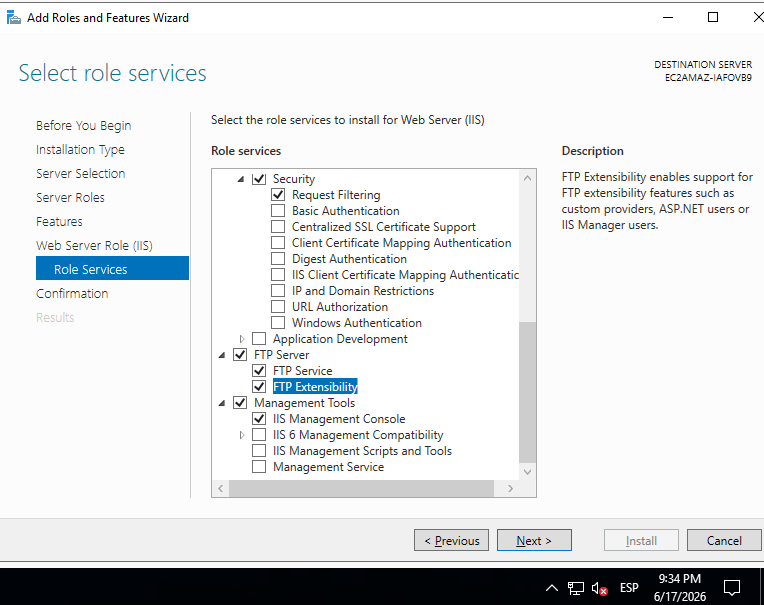 Add Roles and Features Wizard
Select role services
DESTINATION SERVER
EC2AMAZ-IAFOVB9
Before You Begin
Installation Type
Server Selection
Server Roles
Features
Web Server Role (IIS)
Role Services
Confirmation
Results
Select the role services to install for Web Server (IIS)
Role services
Security
Request Filtering
Basic Authentication
Centralized SSL Certificate Support
Client Certificate Mapping Authentication
Digest Authentication
IIS Client Certificate Mapping Authenticatic
IP and Domain Restrictions
URL Authorization
Windows Authentication
Application Development
FTP Server
FTP Service
FTP Extensibility
Management Tools
IIS Management Console
IIS 6 Management Compatibility
IIS Management Scripts and Tools
Management Service
Description
FTP Extensibility enables support for
FTP extensibility features such as
custom providers, ASP.NET users or
IIS Manager users.
< Previous
Next >
Install
Cancel
ESP
9:34 PM
6/17/2026